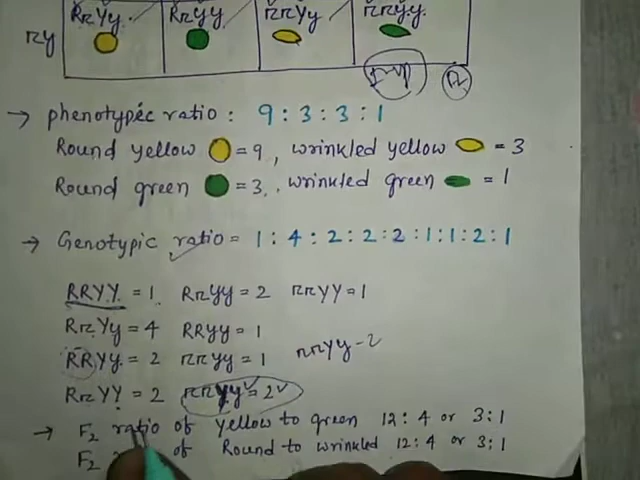 RrYy. Rryy rrYy rryy.
ry
phenotypic ratio : 9 : 3 : 3 : 1
Round yellow = 9 , wrinkled yellow = 3
Round green = 3, wrinkled green = 1
Genotypic ratio = 1 : 4 : 2 : 2 : 2 : 1 : 1 : 2 : 1
RRYY = 1 Rryy = 2 rrYY = 1
RrYy = 4 RRyy = 1
RRYy = 2 rryy = 1 rrYy - 2
RrYY = 2 = 2
F2 ratio of yellow to green 12 : 4 or 3 : 1
F2 of Round to wrinkled 12 : 4 or 3 ; 1